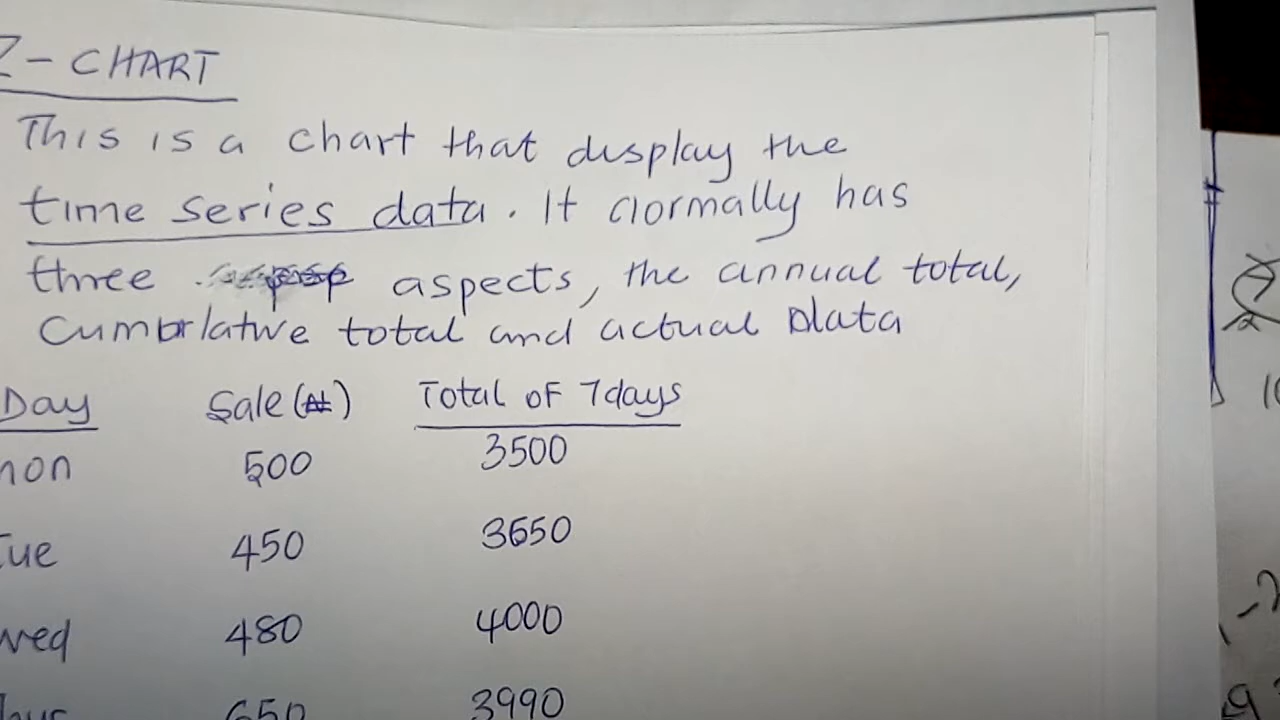 Z-CHART
This is a chart that display the
time series data. It normally has
three aspects, the annual total,
Cumulative total and actual Data
Day Sale (₦) Total of 7days
mon 500 3500
Tue 450 3650
wed 480 4000
thur 650 3990